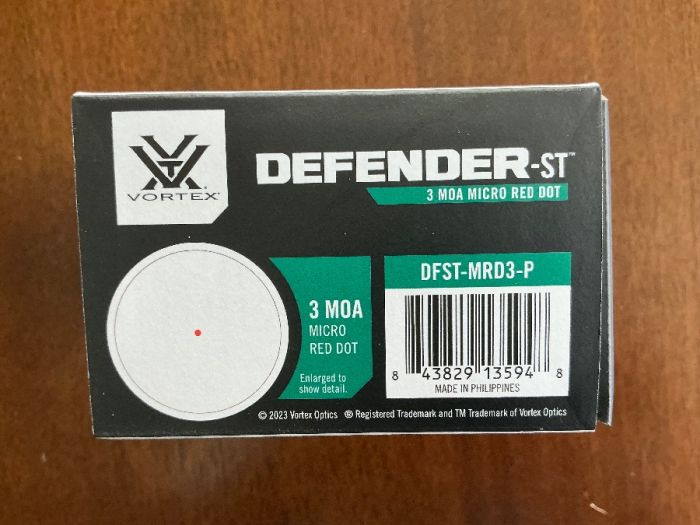 VORTEX®
DEFENDER-ST™
3 MOA MICRO RED DOT
3 MOA
MICRO
RED DOT
Enlarged to
show detail.
DFST-MRD3-P
8 43829 13594 8
MADE IN PHILIPPINES
© 2023 Vortex Optics ® Registered Trademark and TM Trademark of Vortex Optics